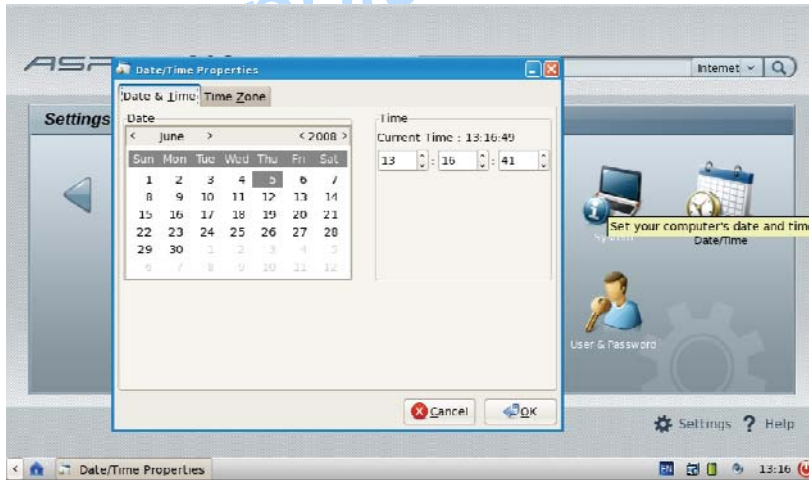 Date/Time Properties
Internet
Settings
Date & Time Time Zone
Date
< June > < 2008 >
Sun Mon Tue Wed Thu Fri Sat
1 2 3 4 5 6 7
8 9 10 11 12 13 14
15 16 17 18 19 20 21
22 23 24 25 26 27 28
29 30 1 2 3 4 5
6 7 8 9 10 11 12
Time
Current Time : 13:16:49
13 : 16 : 41
Set your computer's date and time
System
Date/Time
User & Password
Cancel
OK
Settings ? Help
< Date/Time Properties
EN
13:16